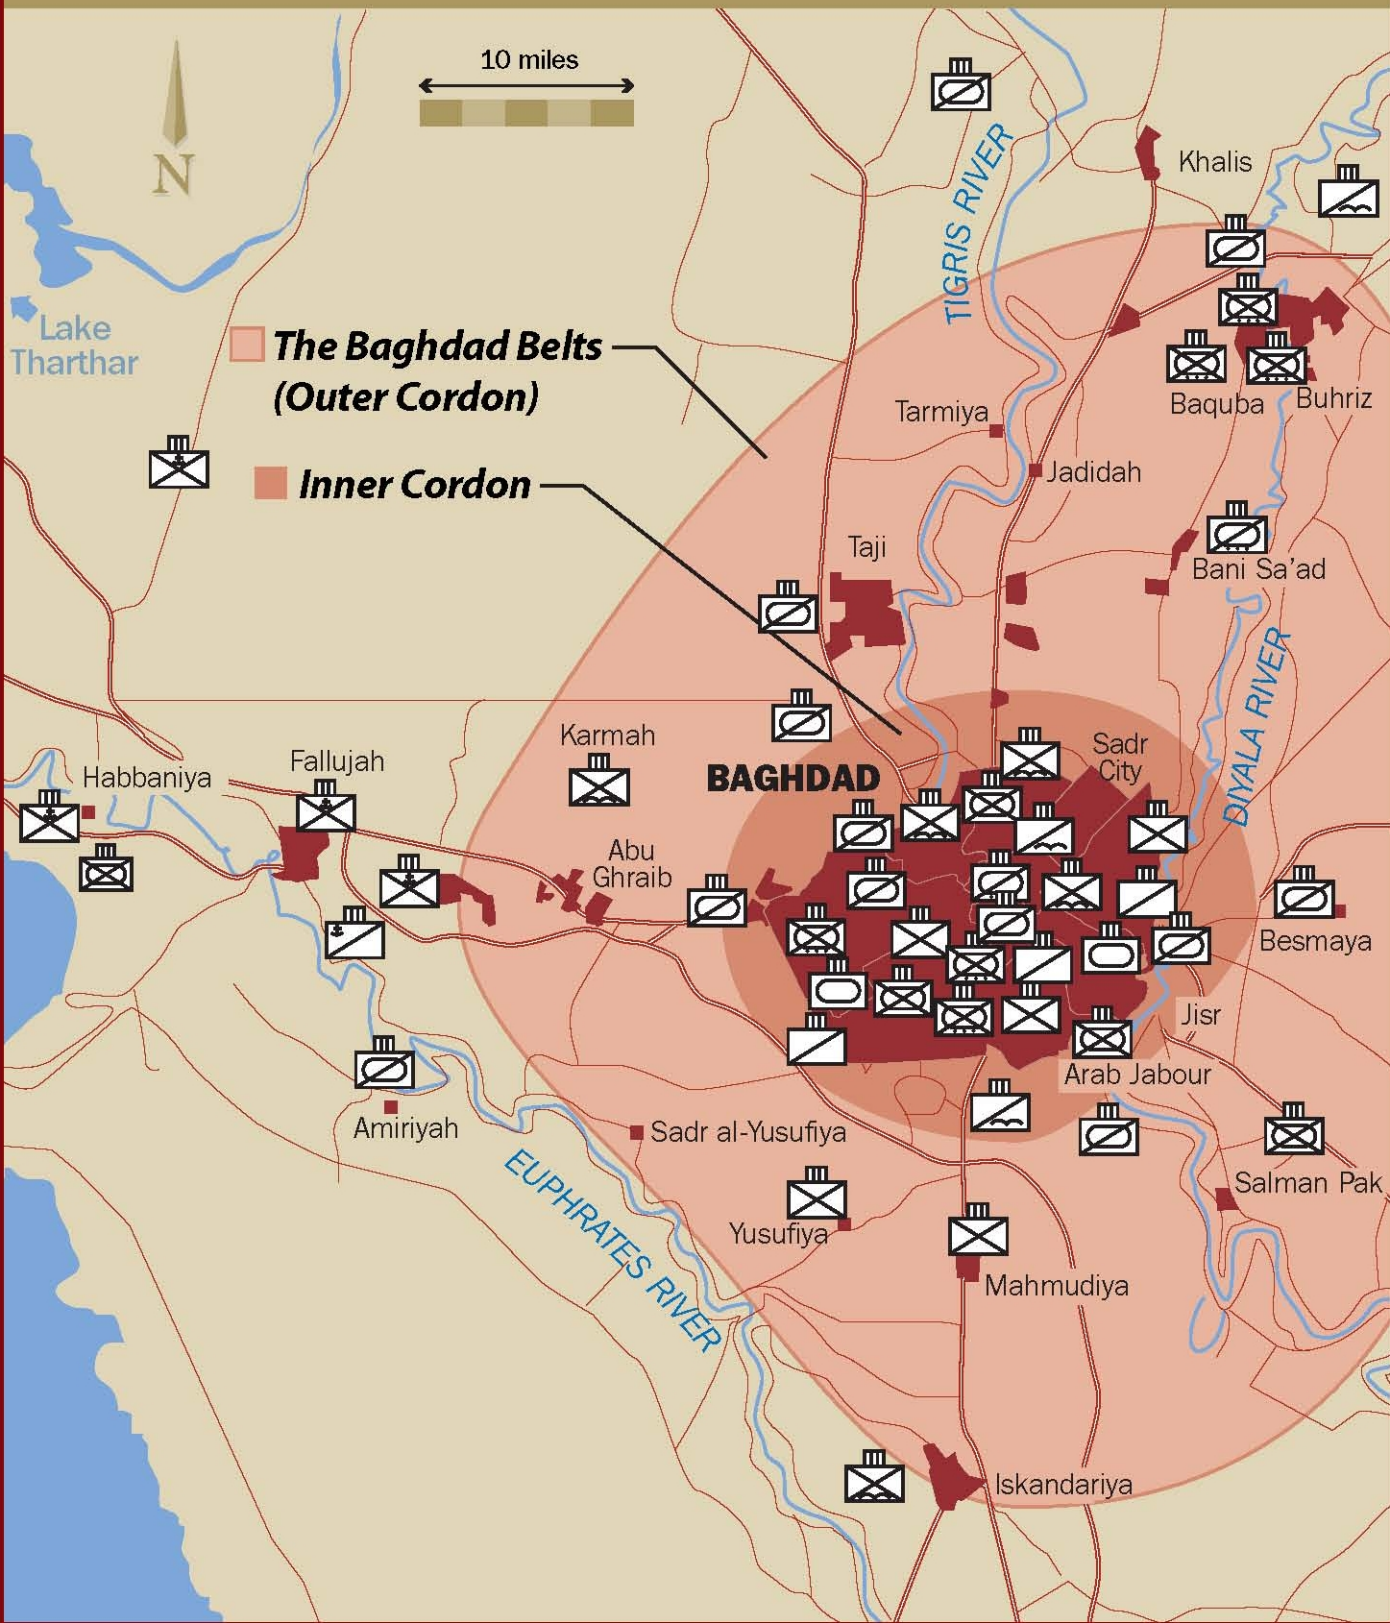 10 miles
N
TIGRIS RIVER
Khalis
Lake
Tharthar
The Baghdad Belts
(Outer Cordon)
Inner Cordon
Tarmiya
Baquba
Buhriz
Jadidah
Taji
Bani Sa'ad
DIYALA RIVER
Karmah
Sadr
City
Fallujah
Habbaniya
BAGHDAD
Abu
Ghraib
Besmaya
Jisr
Arab Jabour
Amiriyah
Sadr al-Yusufiya
EUPHRATES RIVER
Salman Pak
Yusufiya
Mahmudiya
Iskandariya